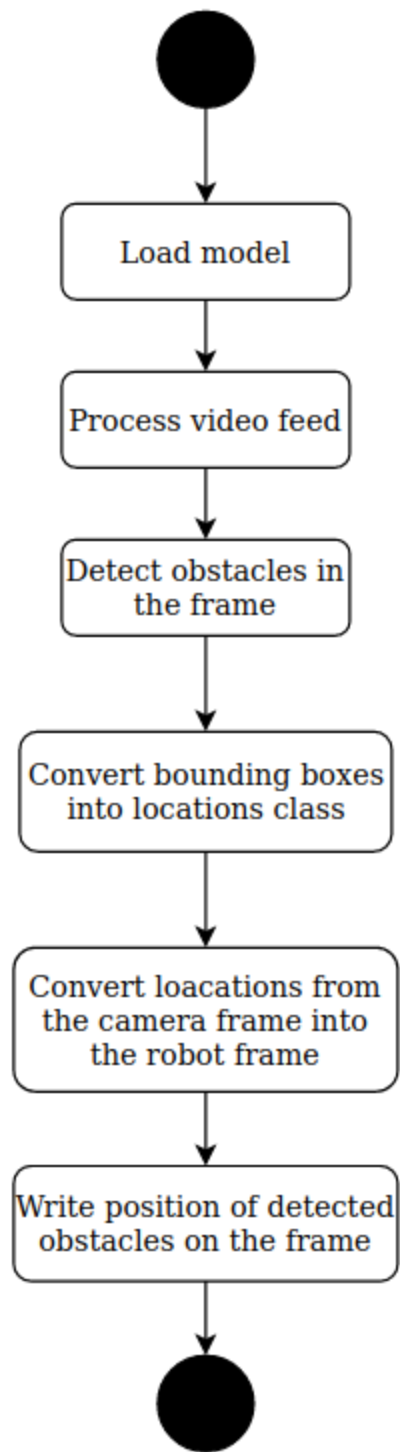 Load model
Process video feed
Detect obstacles in
the frame
Convert bounding boxes
into locations class
Convert loacations from
the camera frame into
the robot frame
Write position of detected
obstacles on the frame